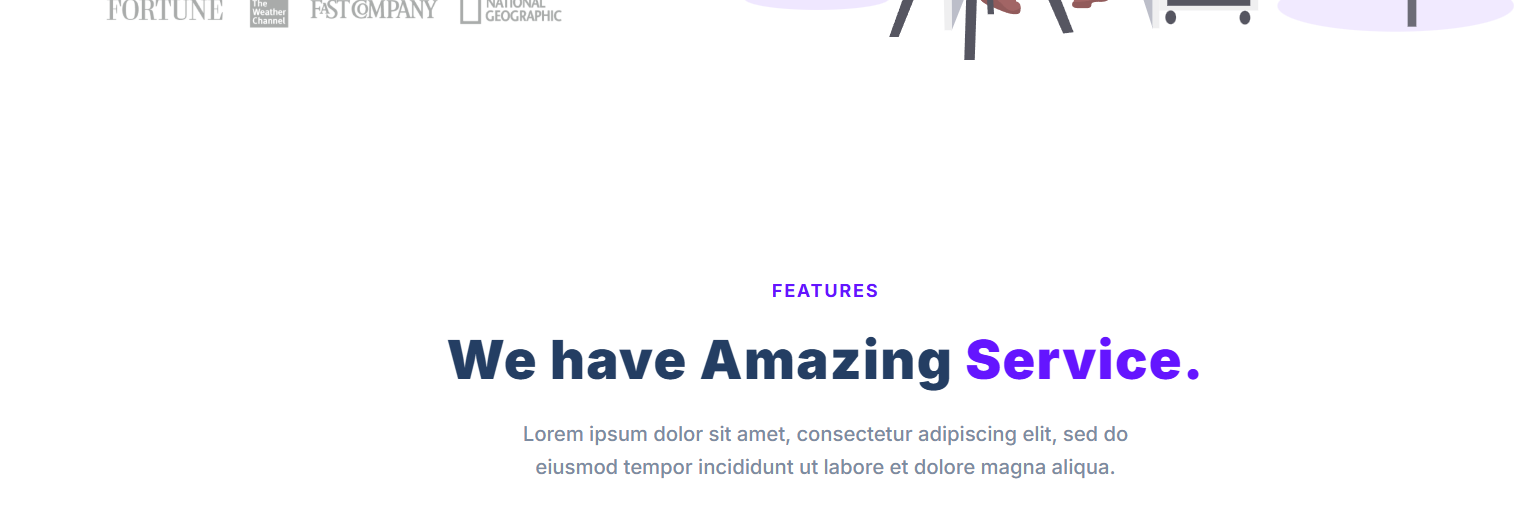 FORTUNE
The
Weather
Channel
FAST COMPANY
NATIONAL
GEOGRAPHIC
FEATURES
We have Amazing Service.
Lorem ipsum dolor sit amet, consectetur adipiscing elit, sed do
eiusmod tempor incididunt ut labore et dolore magna aliqua.